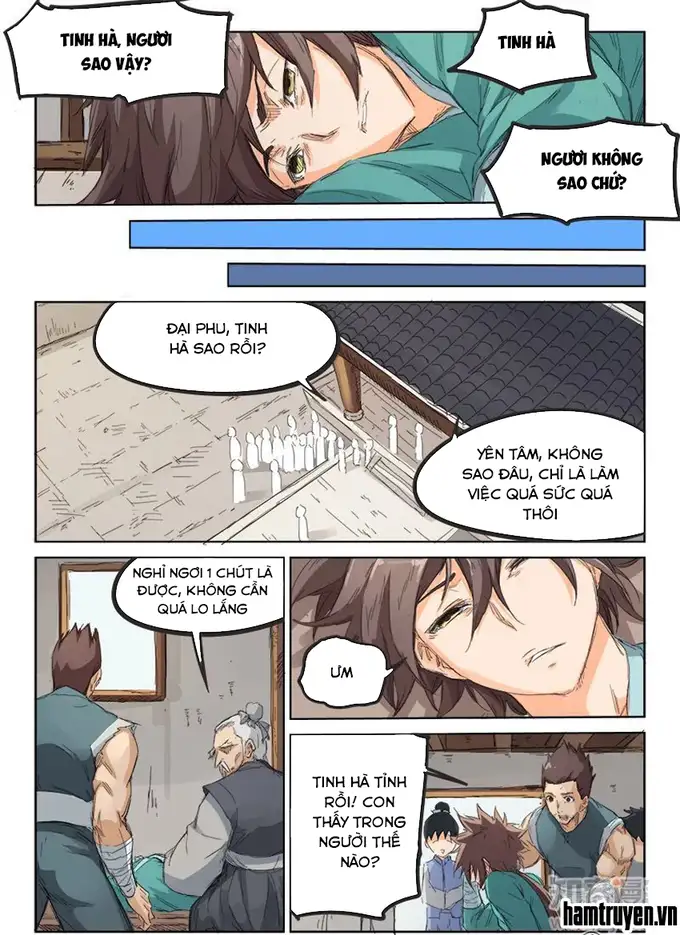 TINH HÀ, NGƯƠI
SAO VẬY?
TINH HÀ
NGƯƠI KHÔNG
SAO CHỨ?
ĐẠI PHU, TINH
HÀ SAO RỒI?
YÊN TÂM, KHÔNG
SAO ĐÂU, CHỈ LÀ LÀM
VIỆC QUÁ SỨC QUÁ
THÔI
NGHỈ NGƠI 1 CHÚT LÀ
ĐƯỢC, KHÔNG CẦN
QUÁ LO LẮNG
ƯM
TINH HÀ TỈNH
RỒI! CON
THẤY TRONG
NGƯỜI THẾ
NÀO?
hamtruyen.vn